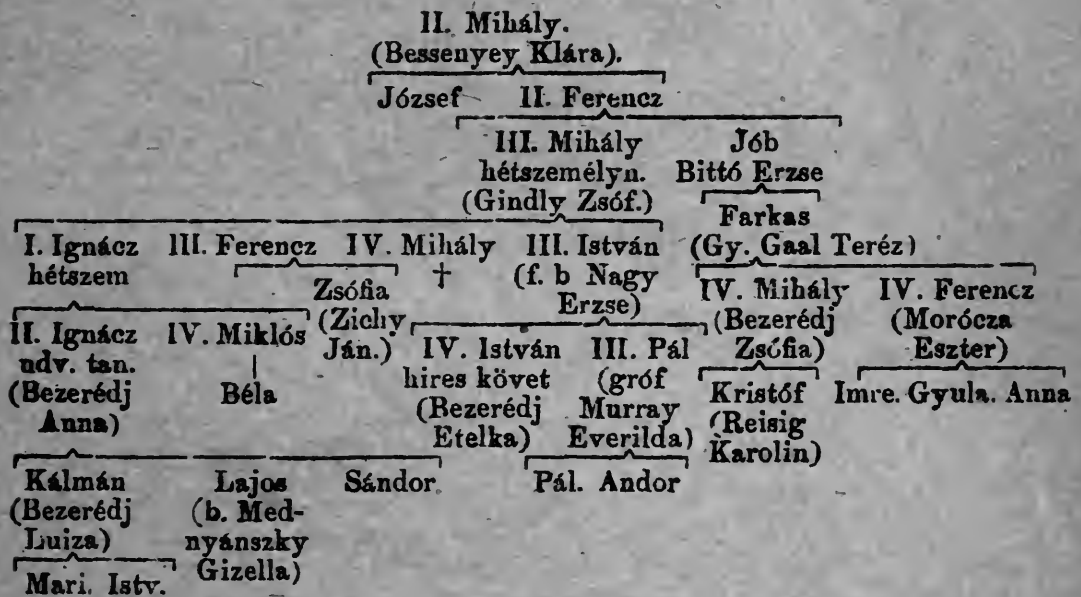 II. Mihály.
(Bessenyey Klára).
József II. Ferencz
III. Mihály Jób
hétszemélyn. Bittó Erzse
(Gindly Zsóf.) Farkas
I. Ignácz III. Ferencz IV. Mihály III. István (Gy. Gaal Teréz)
hétszem Zsófia † (f. b Nagy IV. Mihály IV. Ferencz
II. Ignácz IV. Miklós (Zichy Erzse) (Bezerédj (Morócza
udv. tan. Ján.) IV. István III. Pál Zsófia) Eszter)
(Bezerédj Béla hires követ (gróf Kristóf Imre. Gyula. Anna
Anna) (Bezerédj Murray (Reisig
Etelka) Everilda) Karolin)
Kálmán Lajos Sándor Pál. Andor
(Bezerédj (b. Med-
Luiza) nyánszky
Mari. Istv. Gizella)